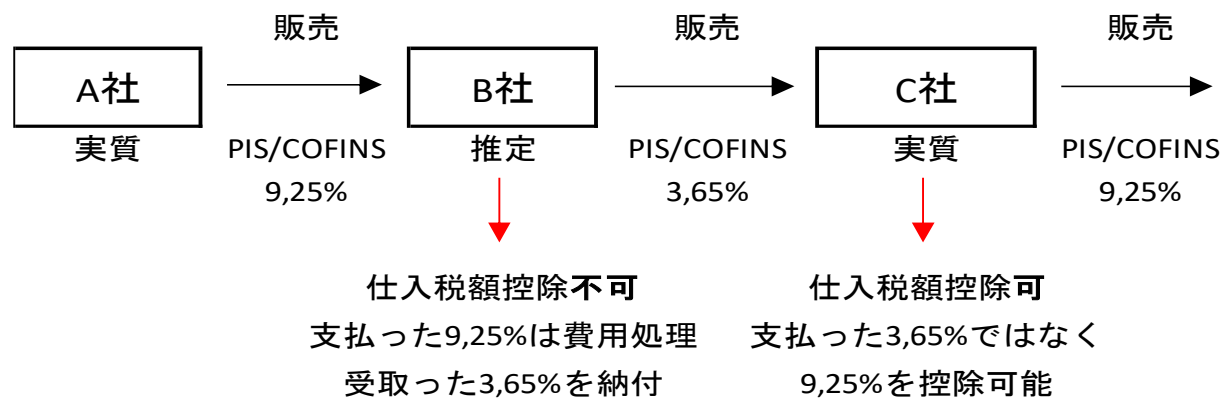 販売 販売 販売
A社 B社 C社
実質 PIS/COFINS 推定 PIS/COFINS 実質 PIS/COFINS
9,25% 3,65% 9,25%
仕入税額控除不可 仕入税額控除可
支払った9,25%は費用処理 支払った3,65%ではなく
受取った3,65%を納付 9,25%を控除可能